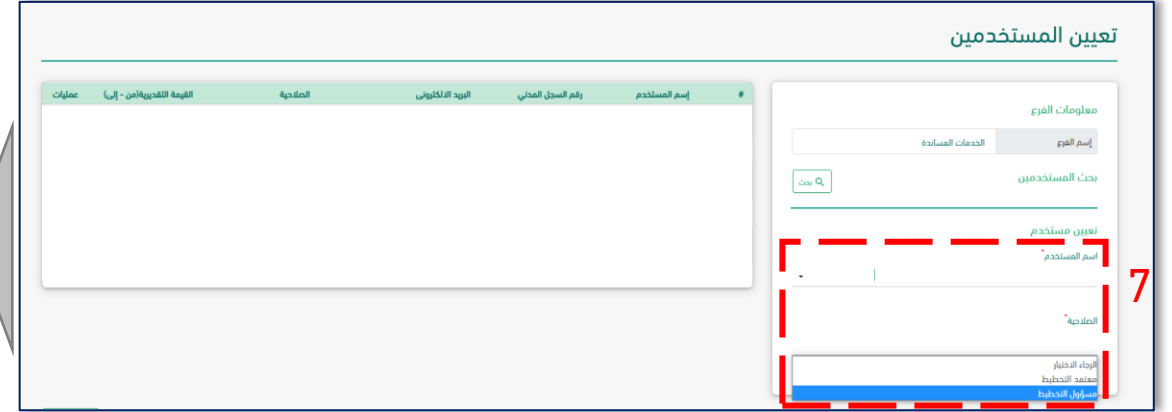 تعيين المستخدمين
معلومات الفرع
إسم الفرع
الخدمات المساندة
بحث المستخدمين
بحث
تعيين مستخدم
اسم المستخدم*
الصلاحية*
الرجاء الاختيار
معتمد التخطيط
مسؤول التخطيط
7
# إسم المستخدم رقم السجل المدني البريد الالكتروني الصلاحية القيمة التقديرية(من - إلى) عمليات